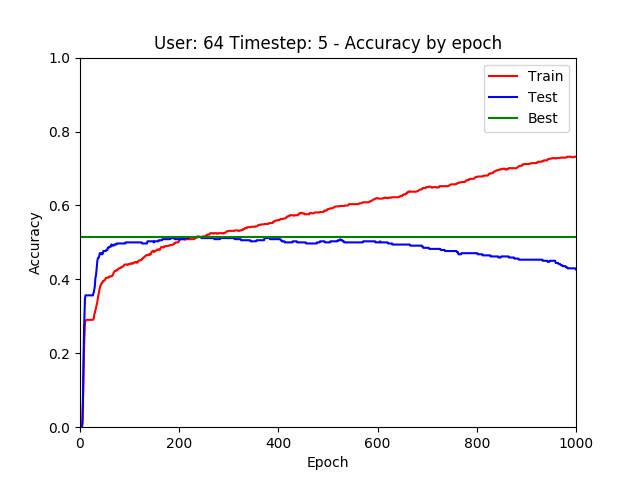 User: 64 Timestep: 5 - Accuracy by epoch
1.0
0.8
0.6
0.4
0.2
0.0
Accuracy
Train
Test
Best
0 200 400 600 800 1000
Epoch